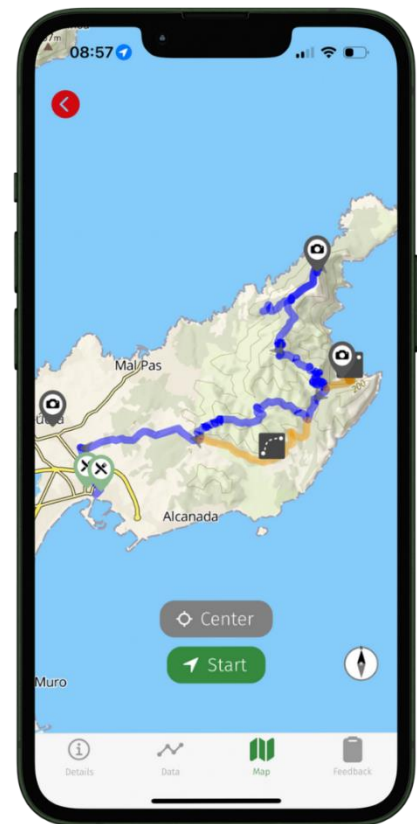 08:57
Mal Pas
200
Alcanada
Center
Start
Muro
Details
Data
Map
Feedback